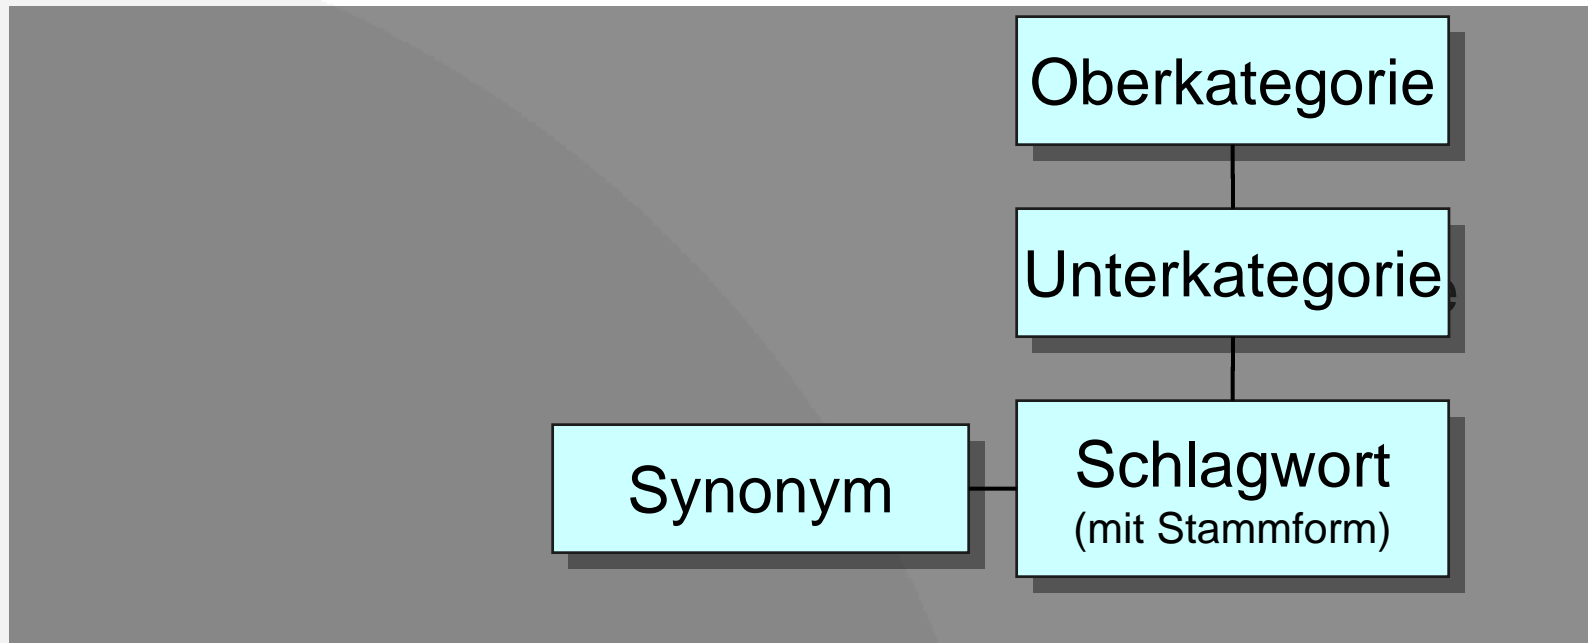 Oberkategorie
Unterkategorie
Synonym
Schlagwort
(mit Stammform)